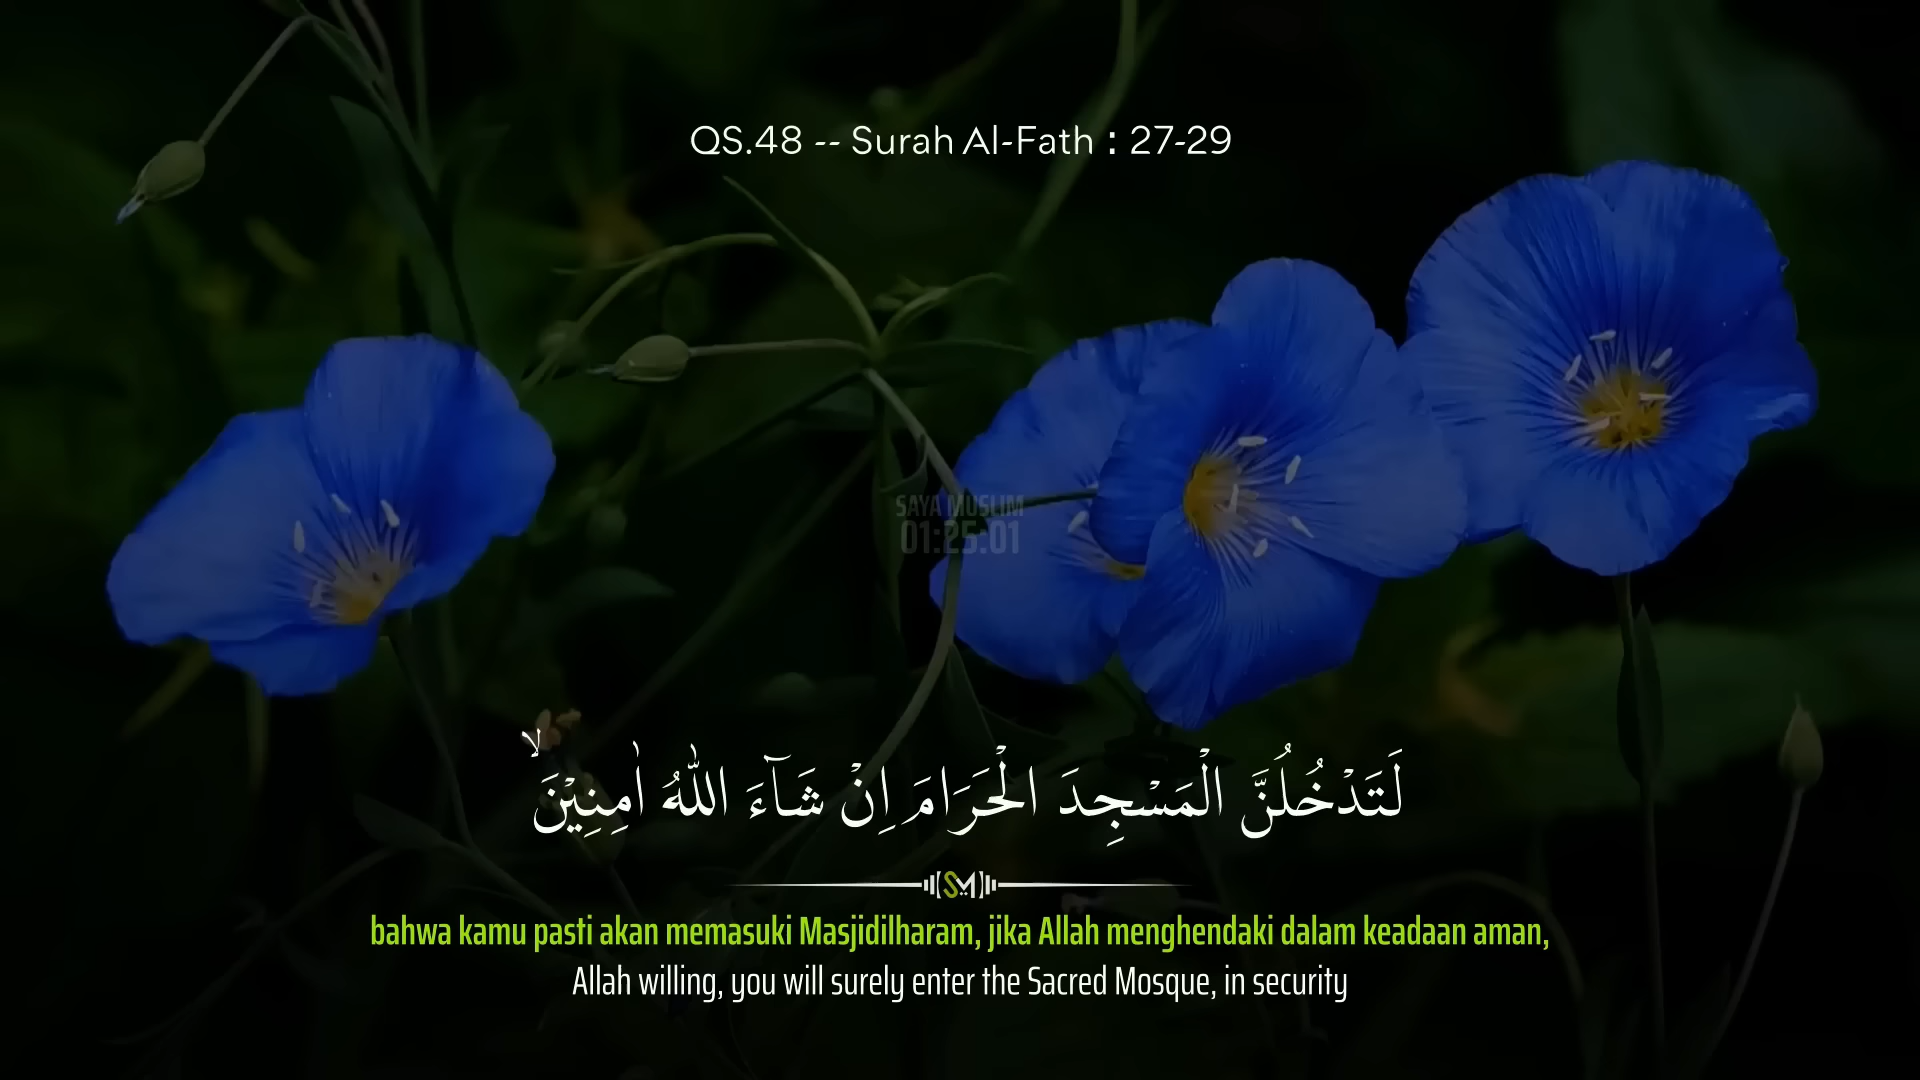 QS.48 -- Surah Al-Fath : 27-29
SAYA MUSLIM
01:25:01
لَتَدْخُلُنَّ الْمَسْجِدَ الْحَرَامَ اِنْ شَاۤءَ اللّٰهُ اٰمِنِيْنَۙ
SM
bahwa kamu pasti akan memasuki Masjidilharam, jika Allah menghendaki dalam keadaan aman,
Allah willing, you will surely enter the Sacred Mosque, in security